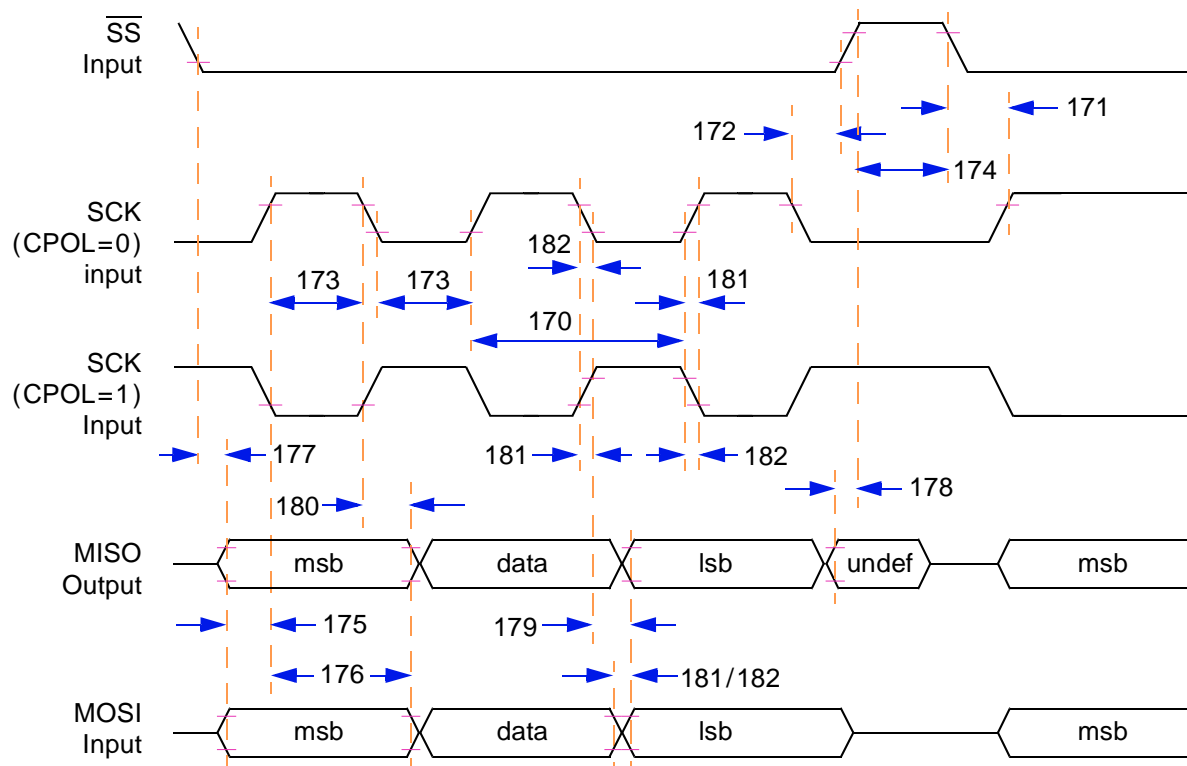 SS
Input
171
172
174
SCK
(CPOL=0)
input
182
181
173
173
170
SCK
(CPOL=1)
Input
177
181
182
178
180
MISO
Output
msb
data
lsb
undef
msb
175
179
176
181/182
MOSI
Input
msb
data
lsb
msb